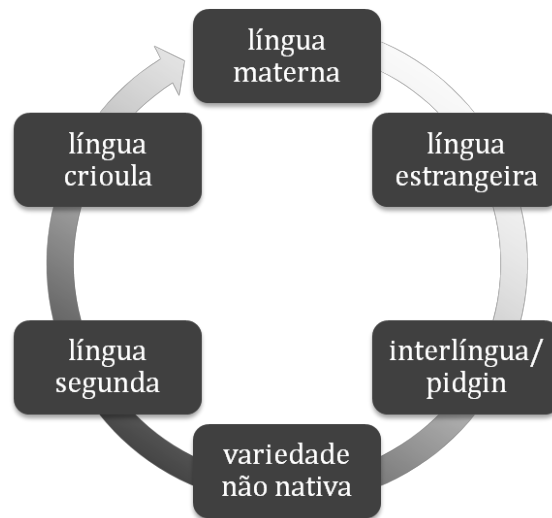 língua
materna
língua
estrangeira
interlíngua/
pidgin
variedade
não nativa
língua
segunda
língua
crioula